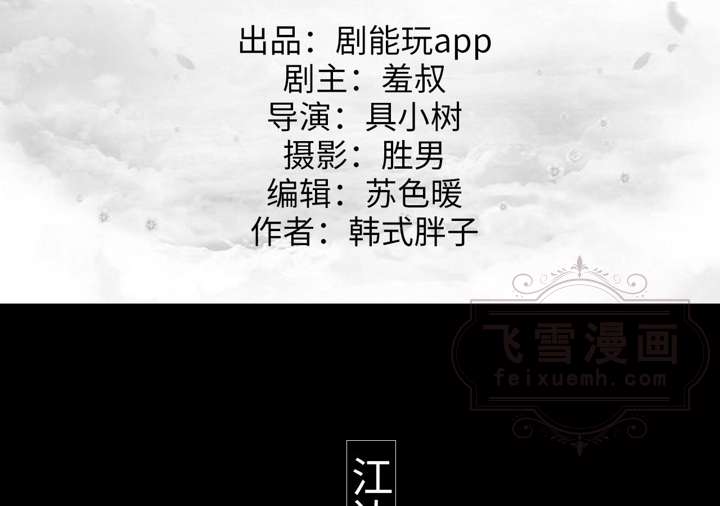 出品：剧能玩app
剧主：羞叔
导演：具小树
摄影：胜男
编辑：苏色暖
作者：韩式胖子
飞雪漫画
feixuemh.com
江